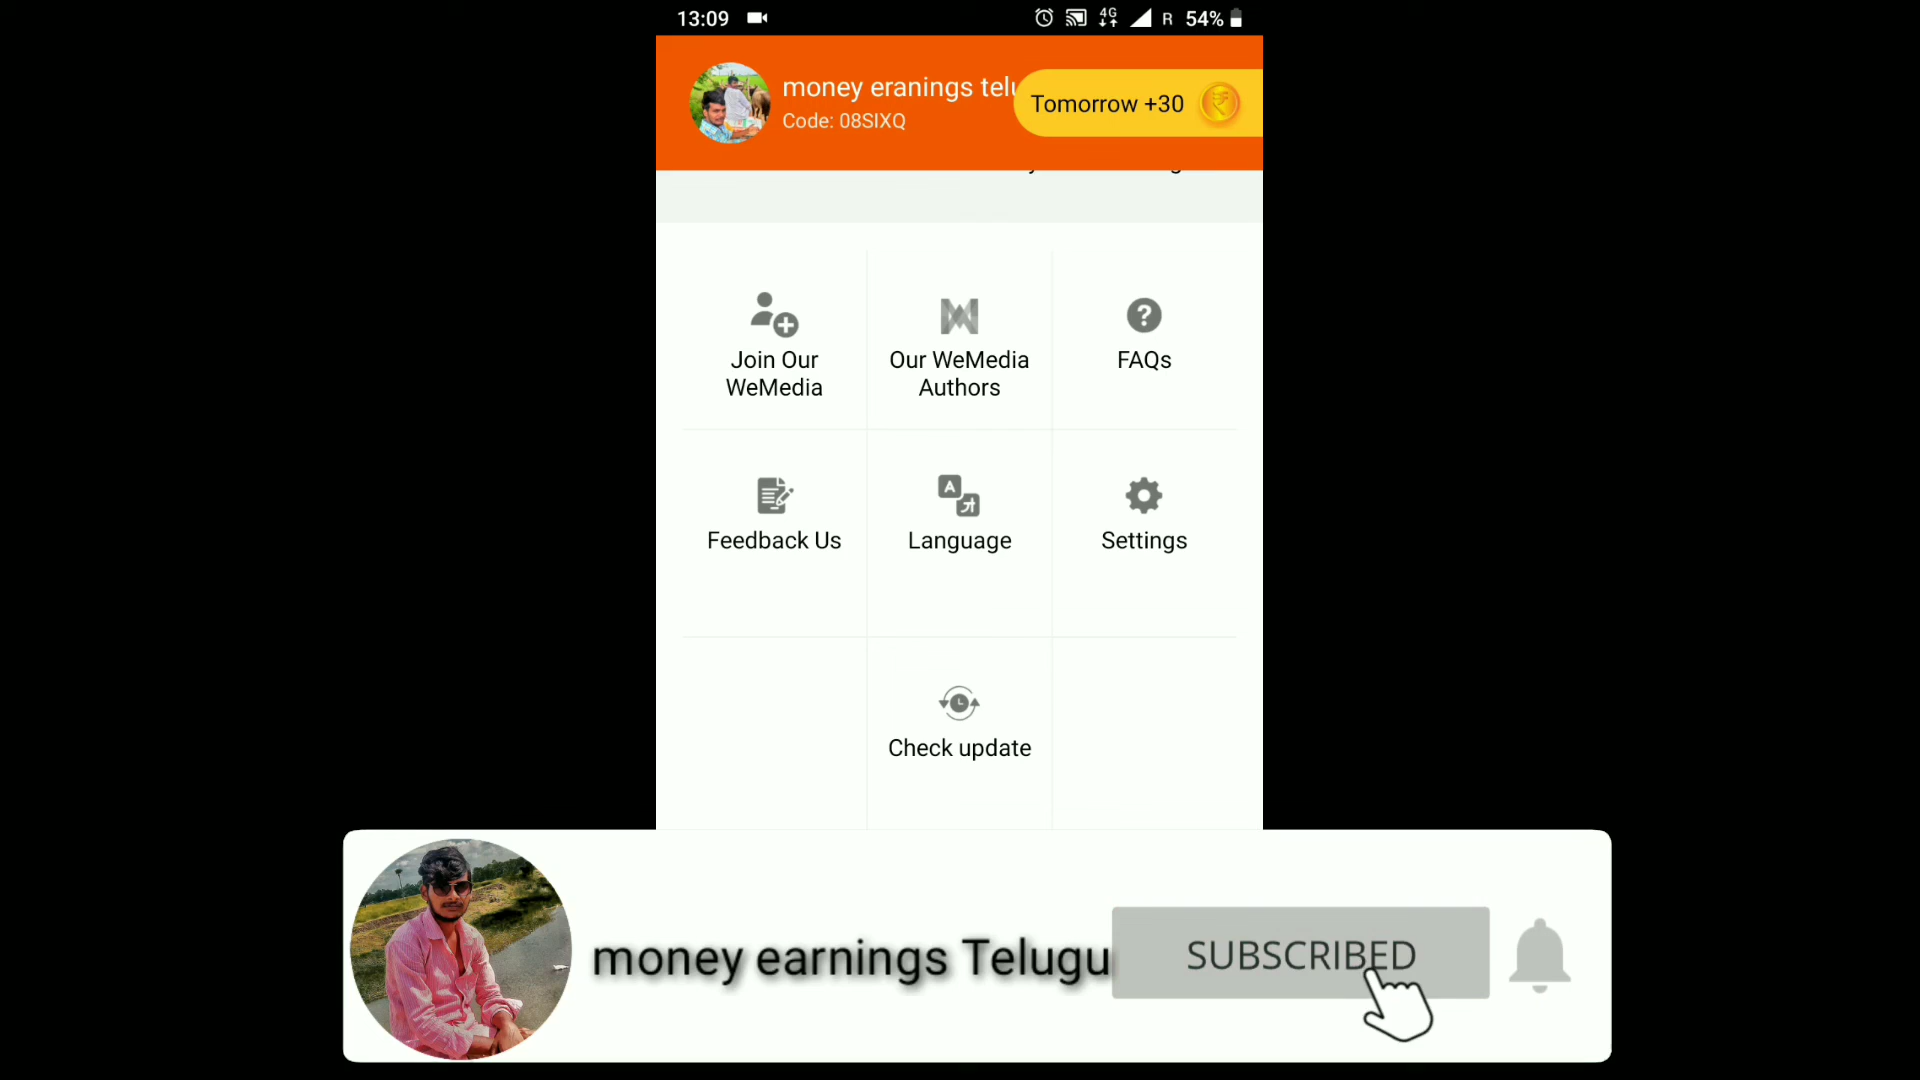 13:09
4G
R 54%
money eranings telu
Code: 08SIXQ
Tomorrow +30
Join Our
WeMedia
Our WeMedia
Authors
FAQs
Feedback Us
Language
Settings
Check update
money earnings Telugu
SUBSCRIBED